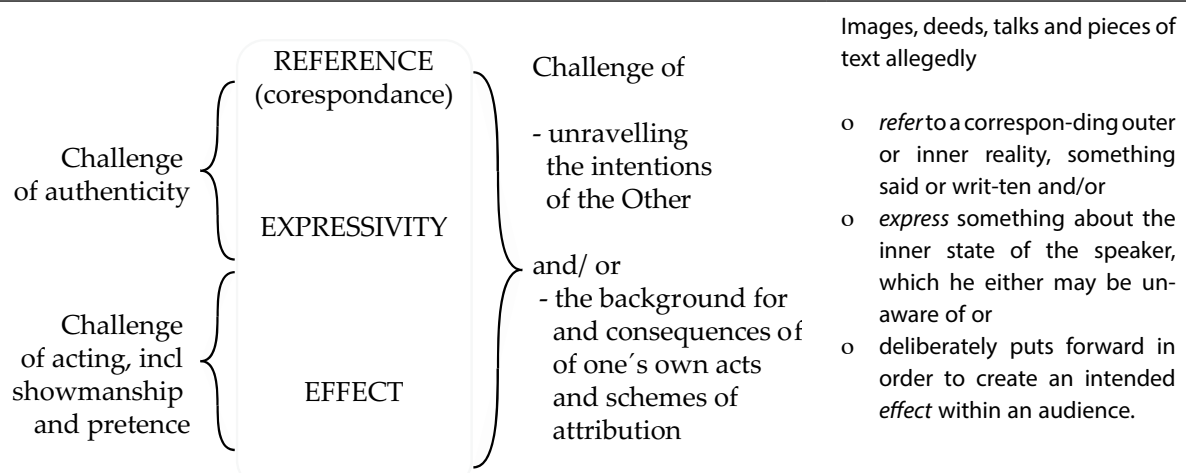 Challenge
of authenticity
Challenge
of acting, incl
showmanship
and pretence
REFERENCE
(corespondance)
EXPRESSIVITY
EFFECT
Challenge of
- unravelling
the intentions
of the Other
and/ or
- the background for
and consequences of
of one´s own acts
and schemes of
attribution
Images, deeds, talks and pieces of
text allegedly
o refer to a correspon-ding outer
or inner reality, something
said or writ-ten and/or
o express something about the
inner state of the speaker,
which he either may be un-
aware of or
o deliberately puts forward in
order to create an intended
effect within an audience.